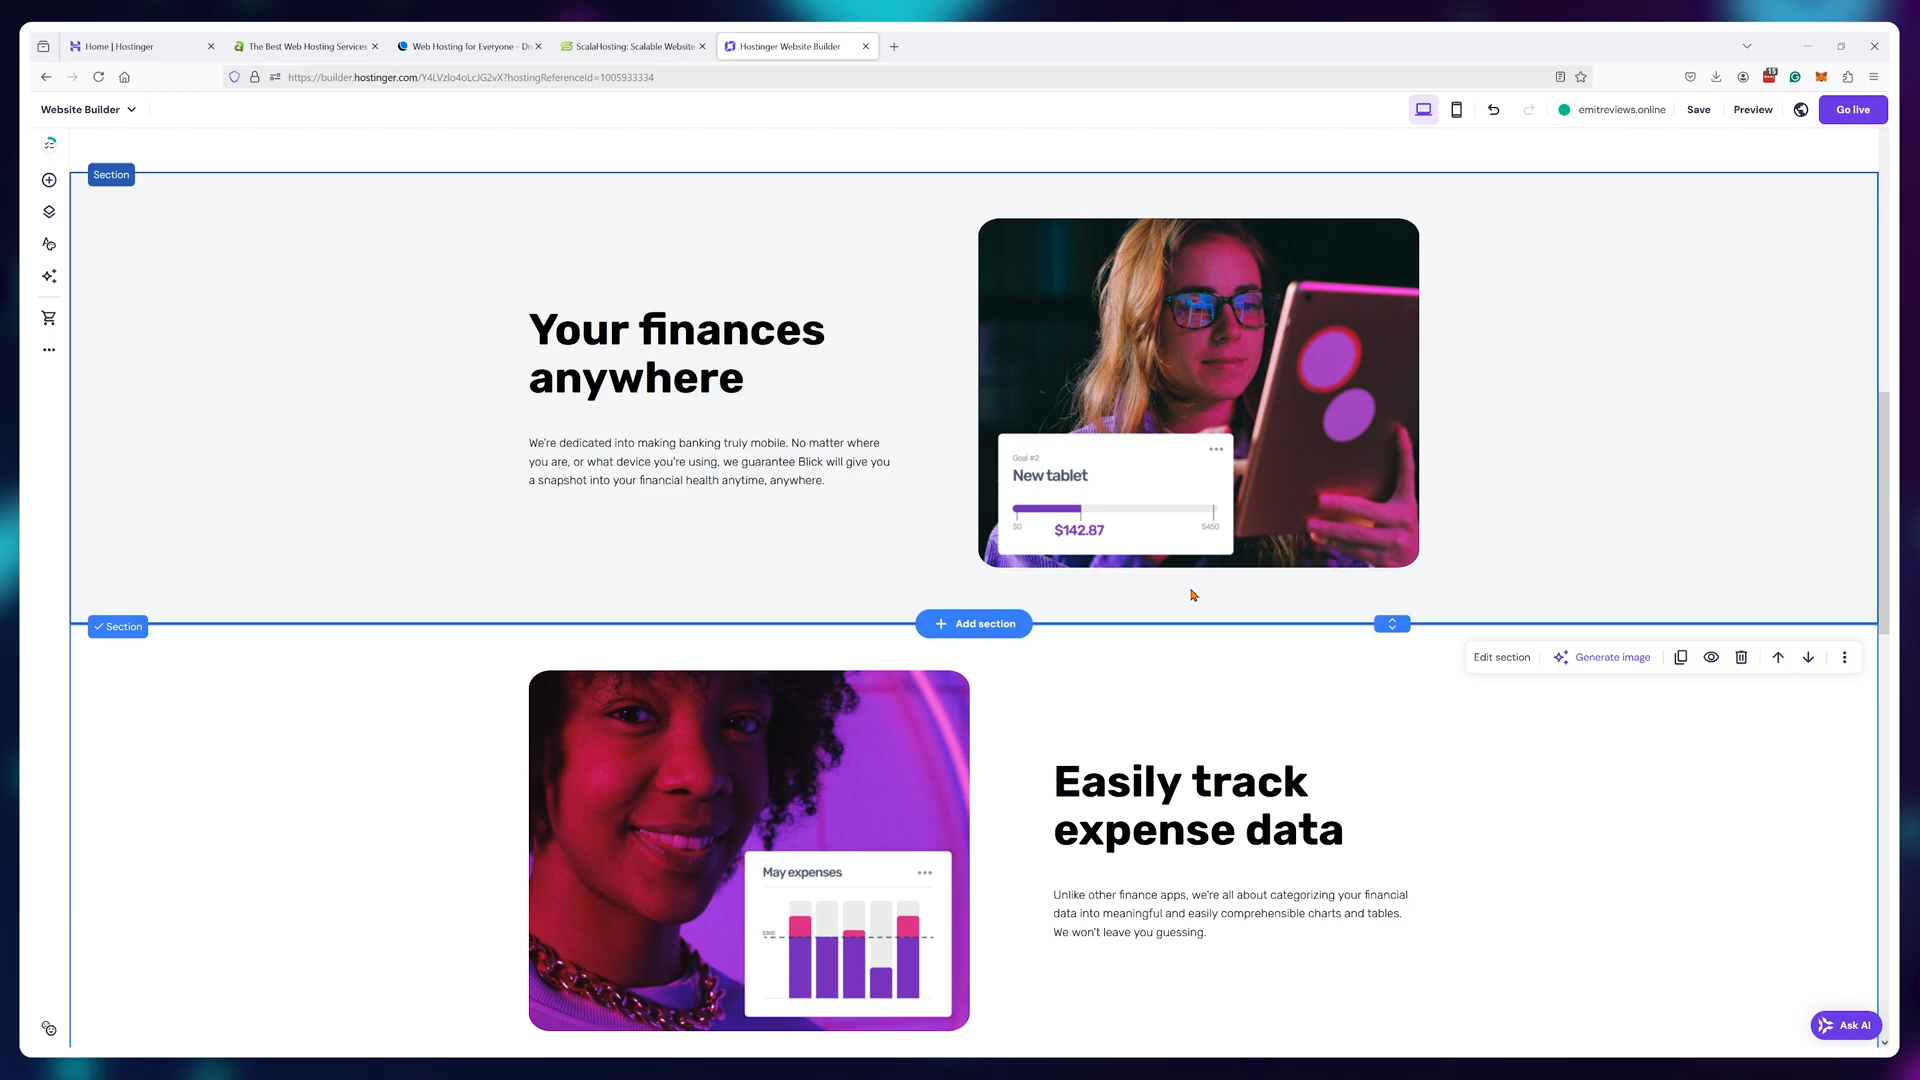 Home | Hostinger
The Best Web Hosting Services
Web Hosting for Everyone - Dr
ScalaHosting: Scalable Website
Hostinger Website Builder
https://builder.hostinger.com/Y4LVzlo4oLcJG2vX?hostingReferenceId=1005933334
15
Website Builder
emitreviews.online
Save
Preview
Go live
Section
Your finances
anywhere
We're dedicated into making banking truly mobile. No matter where
you are, or what device you're using, we guarantee Blick will give you
a snapshot into your financial health anytime, anywhere.
Goal #2
New tablet
$0
$142.87
$450
Section
Add section
Edit section
Generate image
May expenses
$300
Easily track
expense data
Unlike other finance apps, we're all about categorizing your financial
data into meaningful and easily comprehensible charts and tables.
We won't leave you guessing.
Ask AI